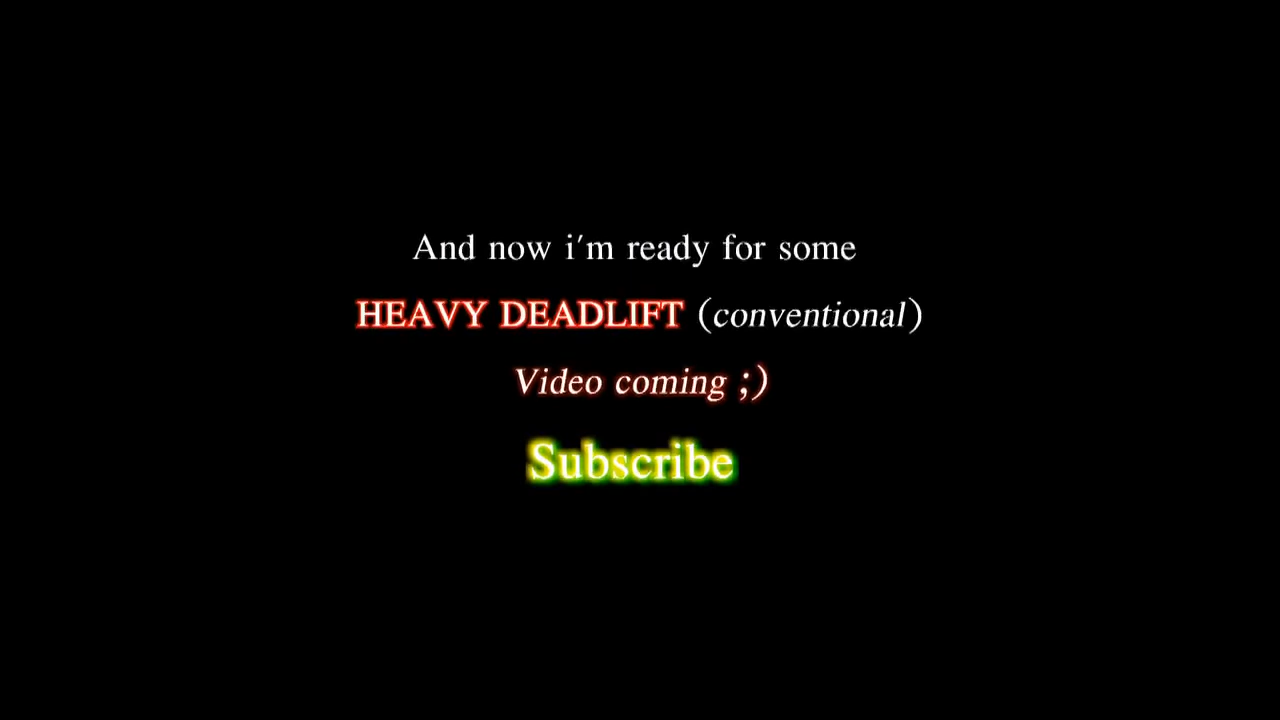 And now i'm ready for some
HEAVY DEADLIFT (conventional)
Video coming ;)
Subscribe